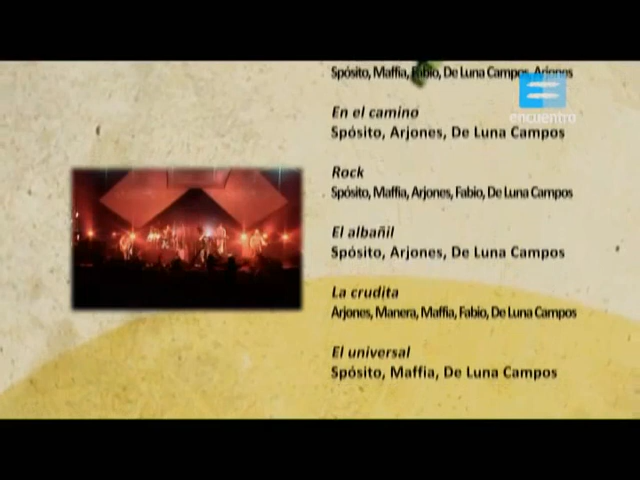 Spósito, Maffia, Fabio, De Luna Campos, Arjones
encuentro
En el camino
Spósito, Arjones, De Luna Campos
Rock
Spósito, Maffia, Arjones, Fabio, De Luna Campos
El albañil
Spósito, Arjones, De Luna Campos
La crudita
Arjones, Manera, Maffia, Fabio, De Luna Campos
El universal
Spósito, Maffia, De Luna Campos